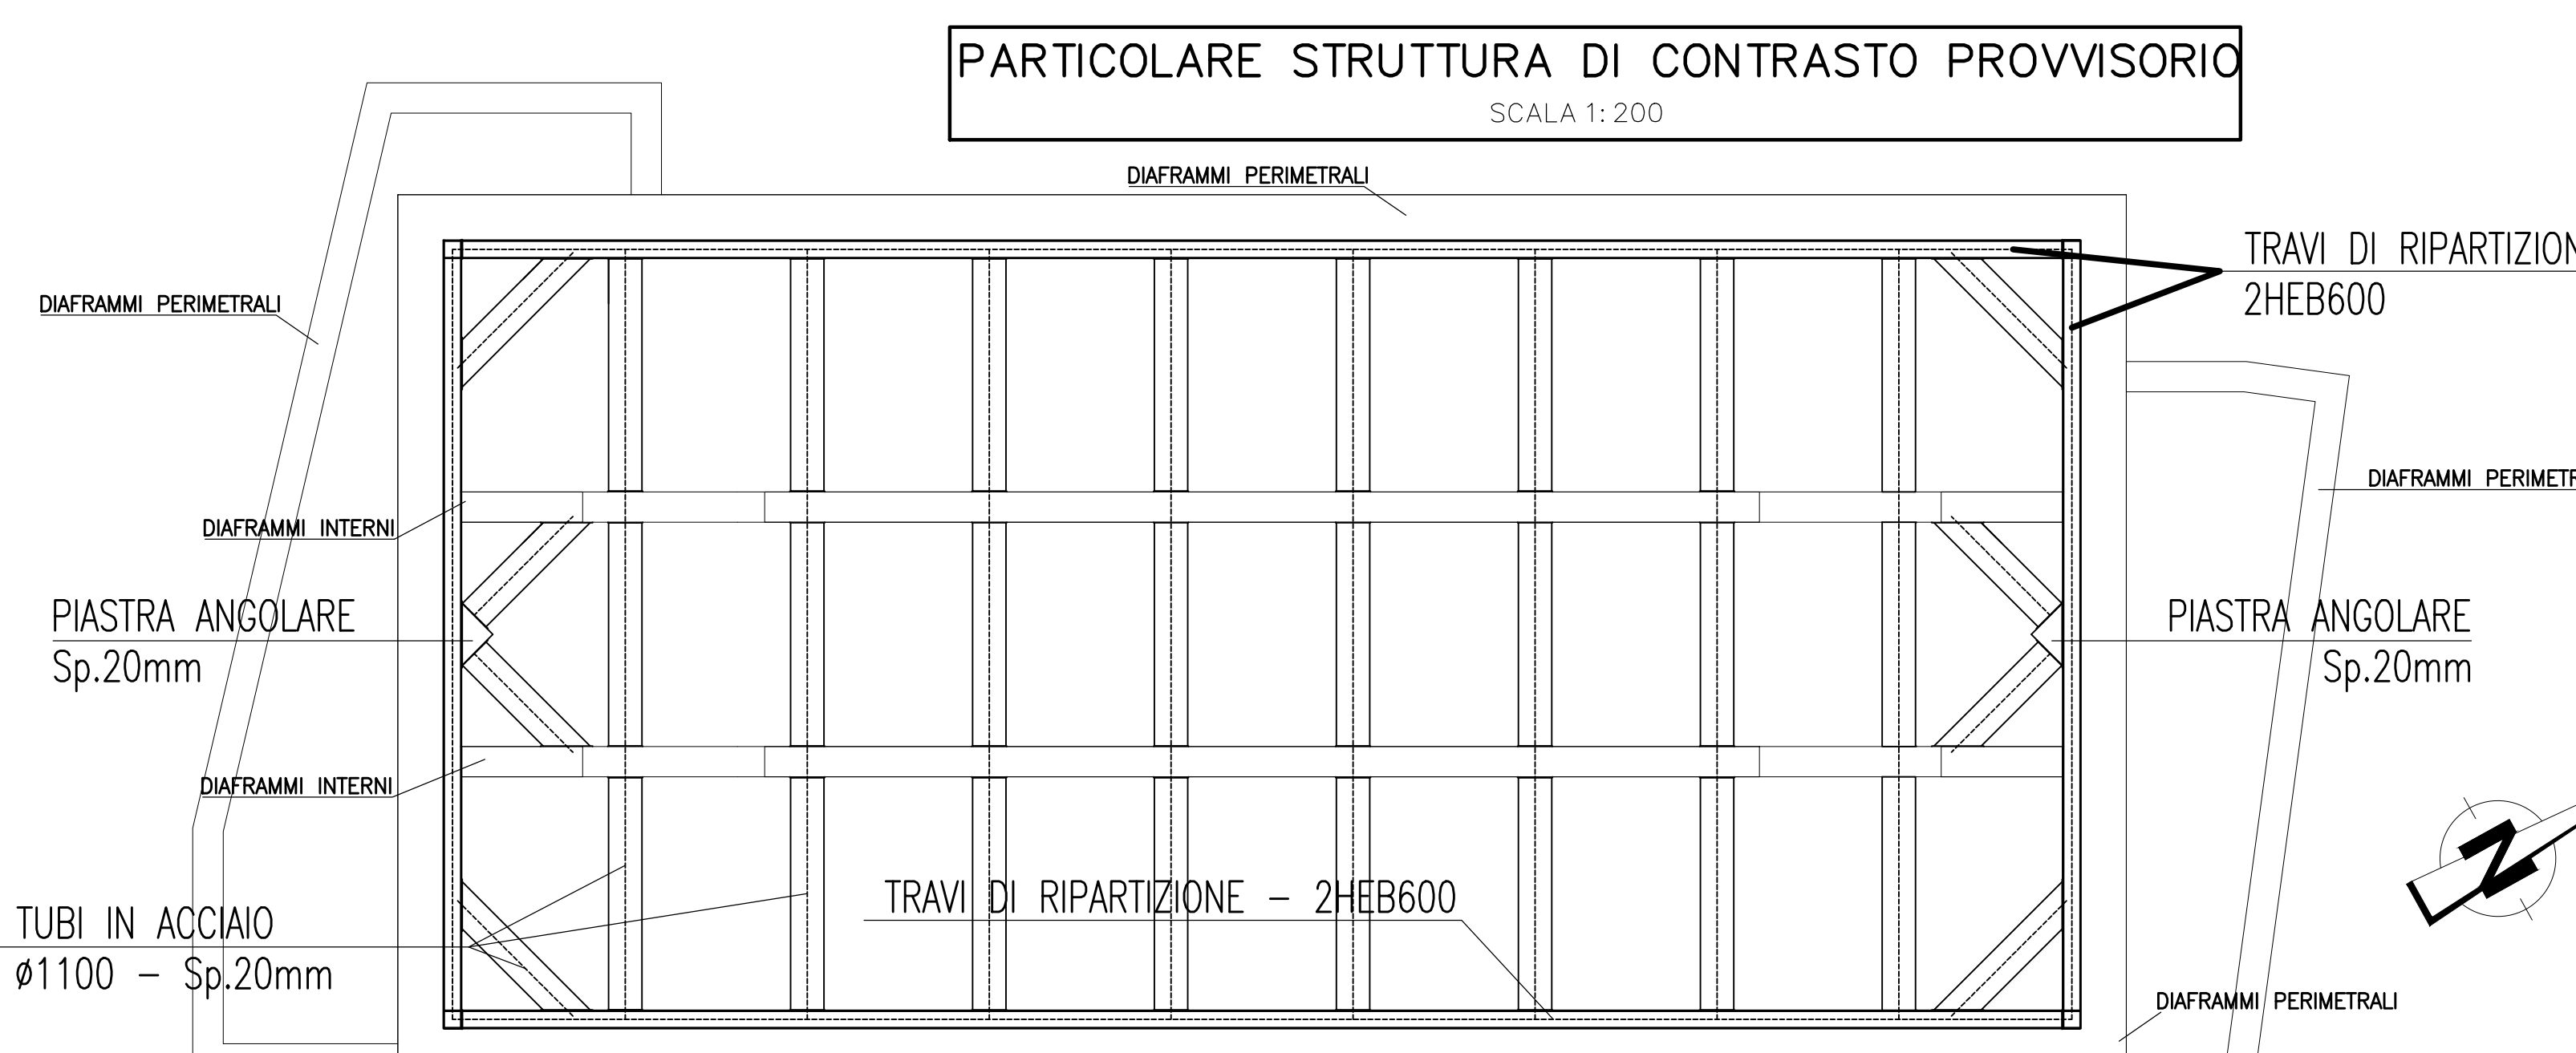 PARTICOLARE STRUTTURA DI CONTRASTO PROVVISORIO
SCALA 1:200
DIAFRAMMI PERIMETRALI
TRAVI DI RIPARTIZION
2HEB600
DIAFRAMMI PERIMETRALI
DIAFRAMMI PERIMETR
DIAFRAMMI INTERNI
PIASTRA ANGOLARE
Sp.20mm
PIASTRA ANGOLARE
Sp.20mm
DIAFRAMMI INTERNI
N
TRAVI DI RIPARTIZIONE - 2HEB600
TUBI IN ACCIAIO
ø1100 - Sp.20mm
DIAFRAMMI PERIMETRALI